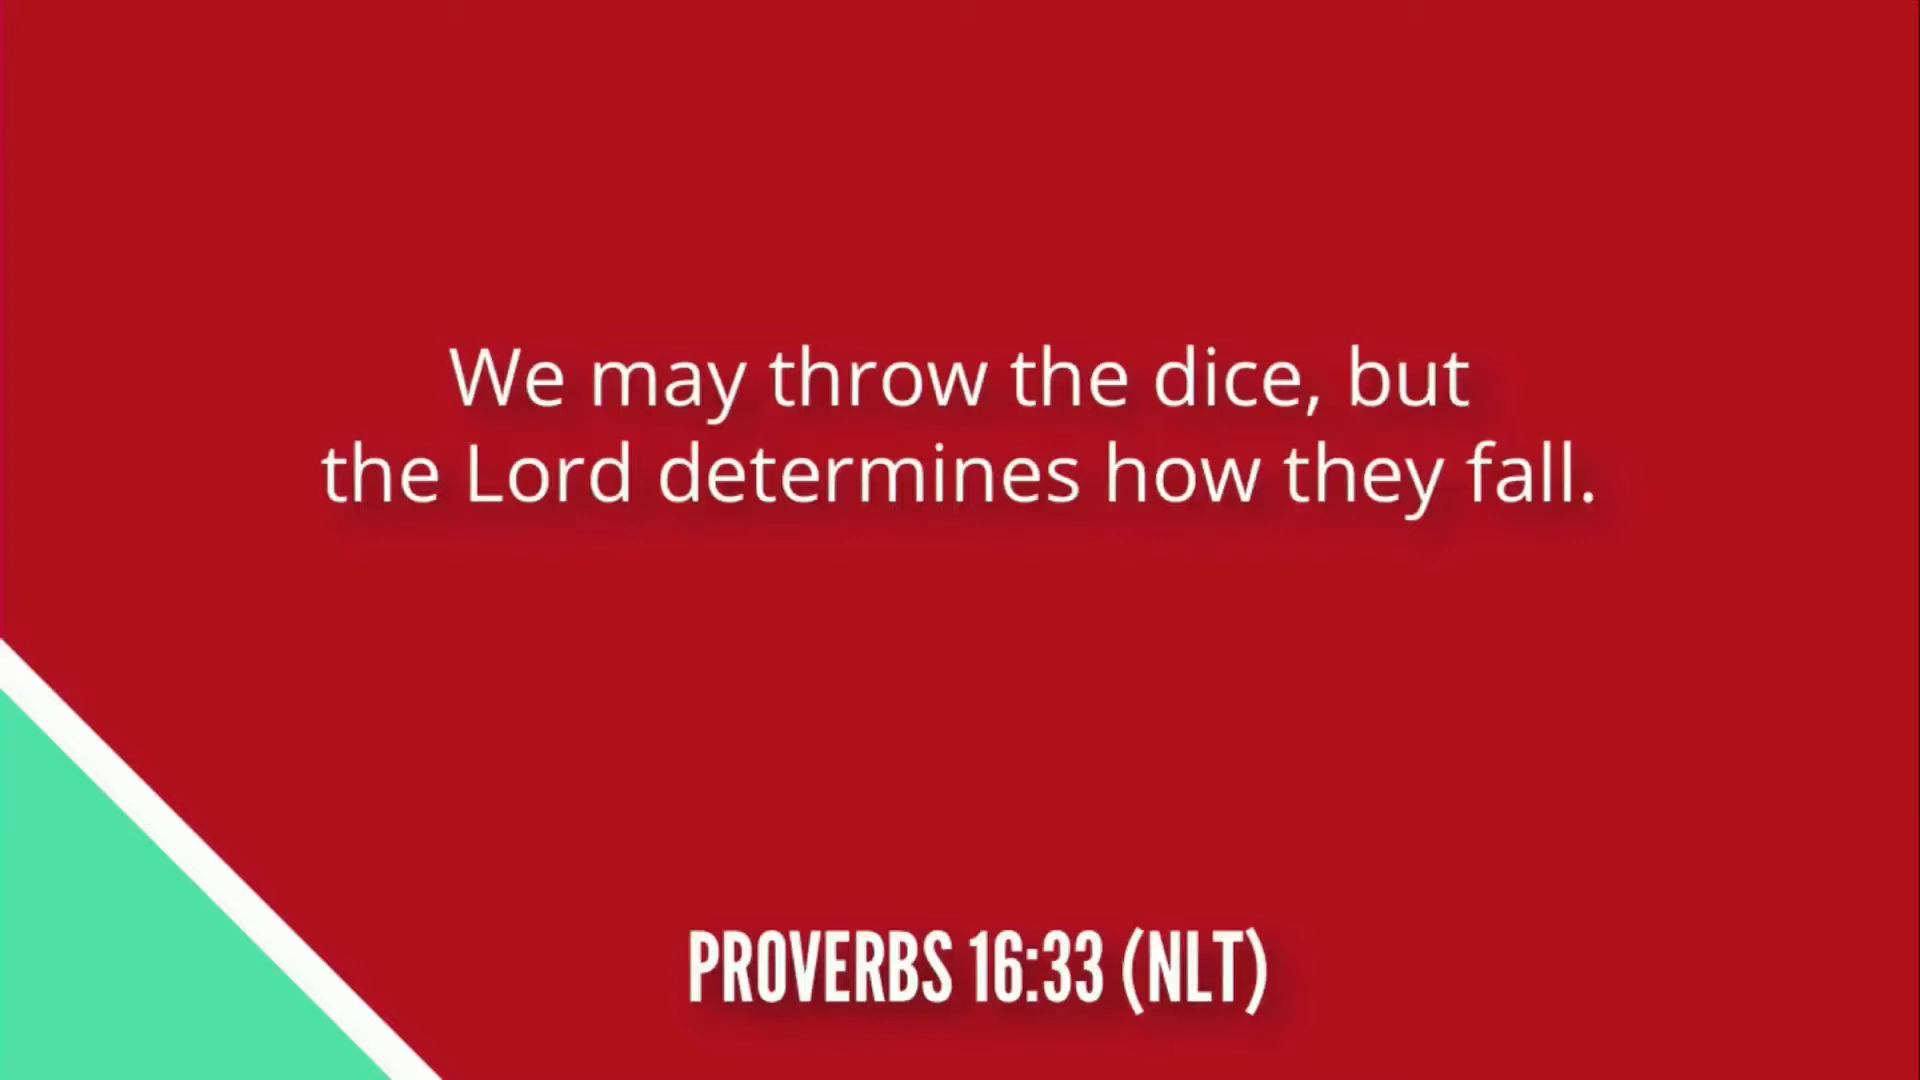 We may throw the dice, but
the Lord determines how they fall.
PROVERBS 16:33 (NLT)